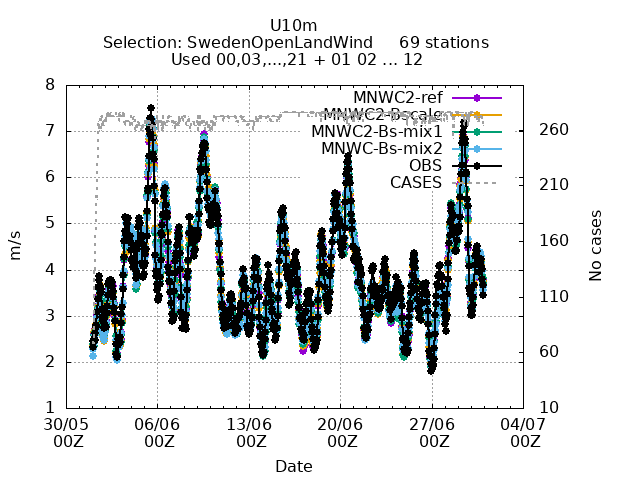 U10m
Selection: SwedenOpenLandWind 69 stations
Used 00,03,...,21 + 01 02 ... 12
MNWC2-ref
MNWC2-Bscale
MNWC2-Bs-mix1
MNWC-Bs-mix2
OBS
CASES
8
7
6
5
4
3
2
1
m/s
260
210
160
110
60
10
No cases
30/05 06/06 13/06 20/06 27/06 04/07
00Z 00Z 00Z 00Z 00Z 00Z
Date